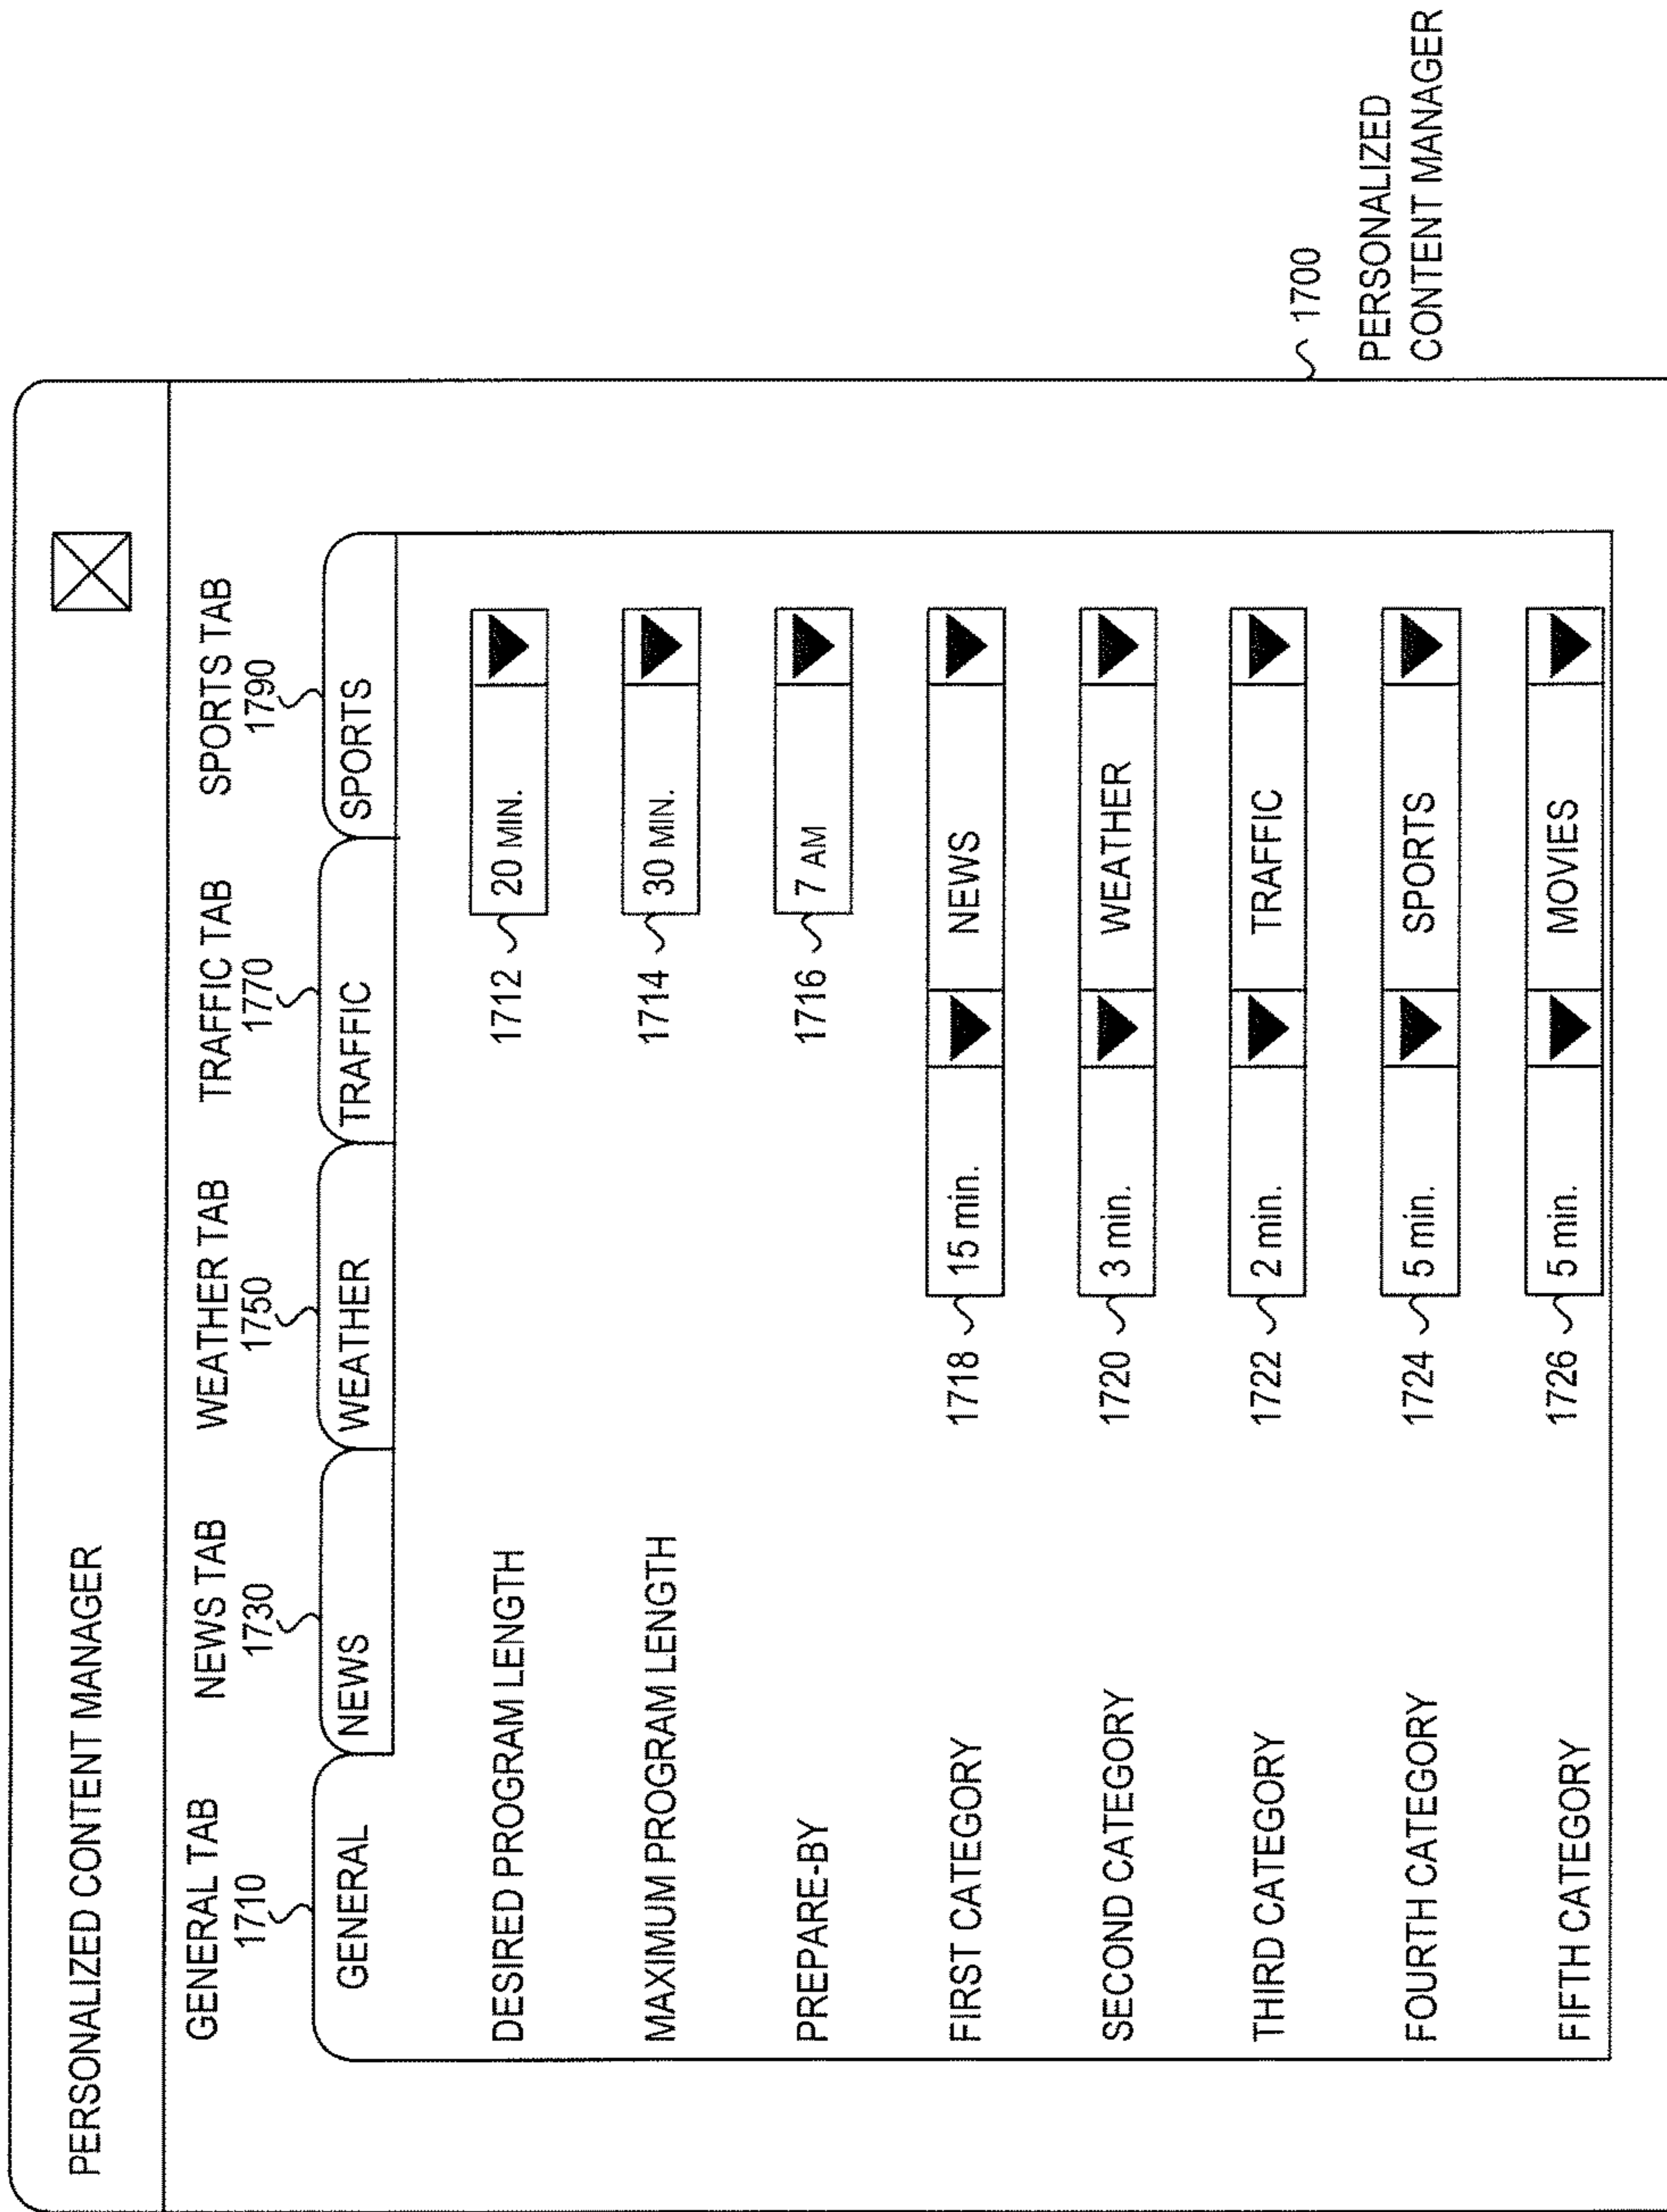 PERSONALIZED CONTENT MANAGER
GENERAL TAB NEWS TAB WEATHER TAB TRAFFIC TAB SPORTS TAB
1710 1730 1750 1770 1790
GENERAL NEWS WEATHER TRAFFIC SPORTS
DESIRED PROGRAM LENGTH 1712 20 MIN.
MAXIMUM PROGRAM LENGTH 1714 30 MIN.
PREPARE-BY 1716 7 AM
FIRST CATEGORY 1718 15 min. NEWS
SECOND CATEGORY 1720 3 min. WEATHER
THIRD CATEGORY 1722 2 min. TRAFFIC
FOURTH CATEGORY 1724 5 min. SPORTS
FIFTH CATEGORY 1726 5 min. MOVIES
1700
PERSONALIZED
CONTENT MANAGER